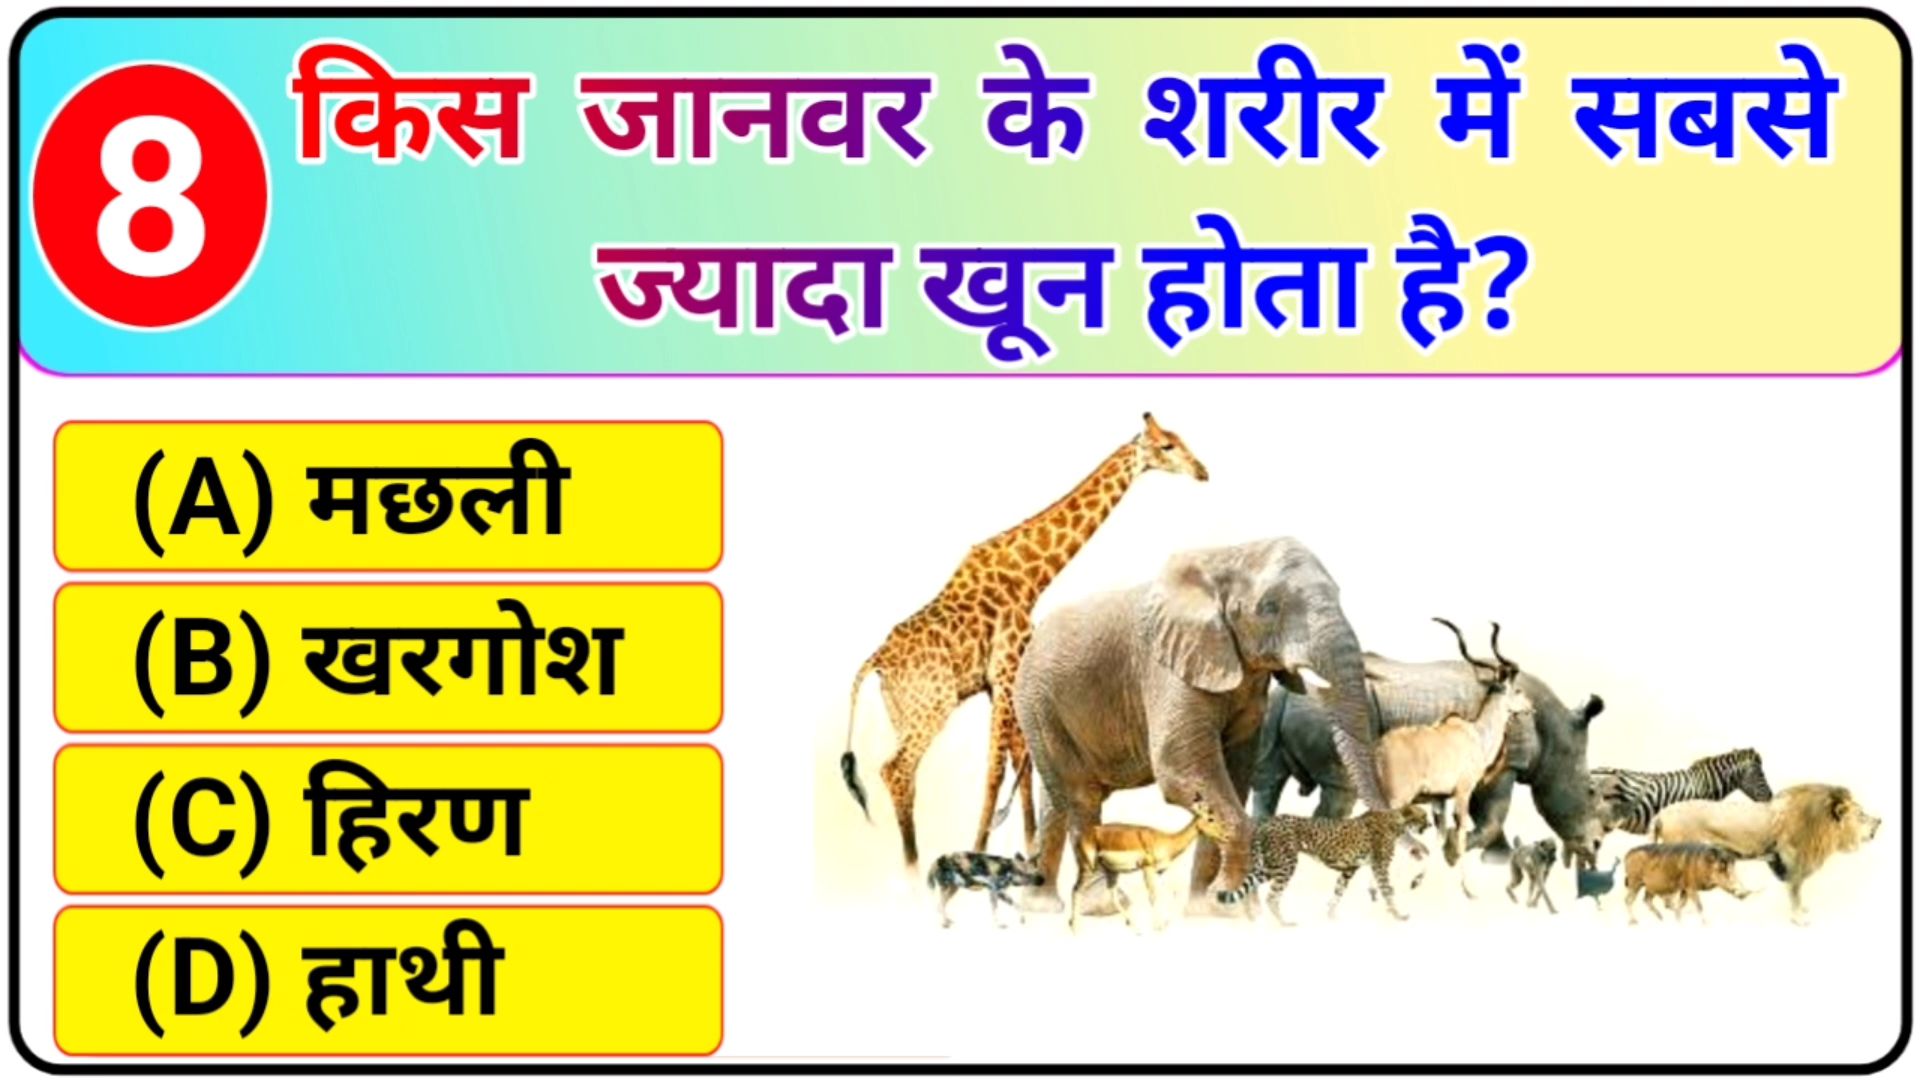 8
किस जानवर के शरीर में सबसे
ज्यादा खून होता है?
(A) मछली
(B) खरगोश
(C) हिरण
(D) हाथी